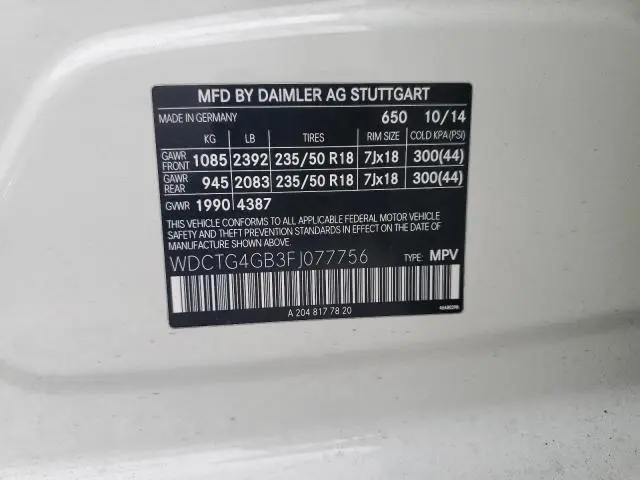 MFD BY DAIMLER AG STUTTGART
MADE IN GERMANY 650 10/14
KG LB TIRES RIM SIZE COLD KPA(PSI)
GAWR FRONT 1085 2392 235/50 R18 7Jx18 300(44)
GAWR REAR 945 2083 235/50 R18 7Jx18 300(44)
GVWR 1990 4387
THIS VEHICLE CONFORMS TO ALL APPLICABLE FEDERAL MOTOR VEHICLE
SAFETY AND THEFT PREVENTION STANDARDS IN EFFECT ON THE DATE OF
MANUFACTURE SHOWN ABOVE.
WDCTG4GB3FJ077756 TYPE: MPV
A 204 817 78 20